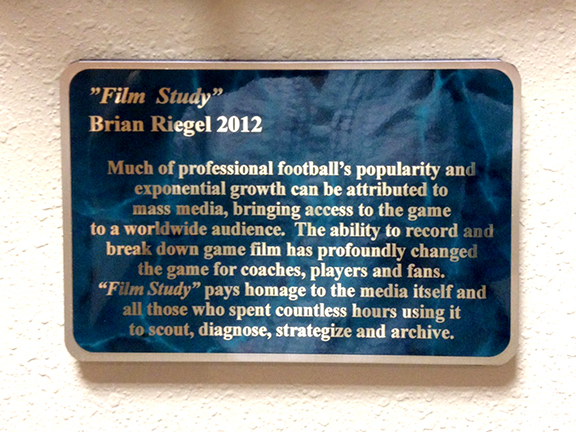 ”Film Study”
Brian Riegel 2012
Much of professional football’s popularity and
exponential growth can be attributed to
mass media, bringing access to the game
to a worldwide audience. The ability to record and
break down game film has profoundly changed
the game for coaches, players and fans.
“Film Study” pays homage to the media itself and
all those who spent countless hours using it
to scout, diagnose, strategize and archive.